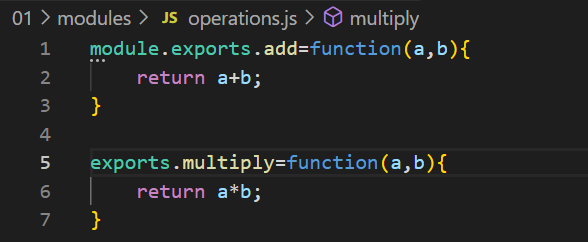 01 > modules > JS operations.js > multiply
1 module.exports.add=function(a,b){
2     return a+b;
3 }
4
5 exports.multiply=function(a,b){
6     return a*b;
7 }